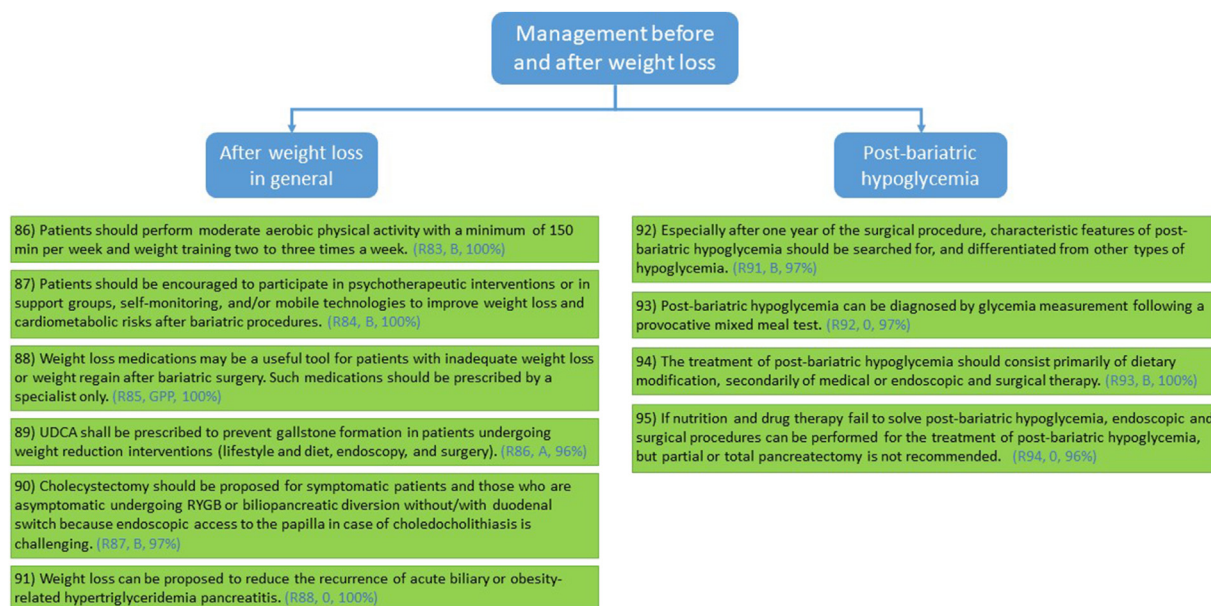 Management before
and after weight loss
After weight loss
in general
Post-bariatric
hypoglycemia
86) Patients should perform moderate aerobic physical activity with a minimum of 150
min per week and weight training two to three times a week. (R83, B, 100%)
87) Patients should be encouraged to participate in psychotherapeutic interventions or in
support groups, self-monitoring, and/or mobile technologies to improve weight loss and
cardiometabolic risks after bariatric procedures. (R84, B, 100%)
88) Weight loss medications may be a useful tool for patients with inadequate weight loss
or weight regain after bariatric surgery. Such medications should be prescribed by a
specialist only. (R85, GPP, 100%)
89) UDCA shall be prescribed to prevent gallstone formation in patients undergoing
weight reduction interventions (lifestyle and diet, endoscopy, and surgery). (R86, A, 96%)
90) Cholecystectomy should be proposed for symptomatic patients and those who are
asymptomatic undergoing RYGB or biliopancreatic diversion without/with duodenal
switch because endoscopic access to the papilla in case of choledocholithiasis is
challenging. (R87, B, 97%)
91) Weight loss can be proposed to reduce the recurrence of acute biliary or obesity-
related hypertriglyceridemia pancreatitis. (R88, 0, 100%)
92) Especially after one year of the surgical procedure, characteristic features of post-
bariatric hypoglycemia should be searched for, and differentiated from other types of
hypoglycemia. (R91, B, 97%)
93) Post-bariatric hypoglycemia can be diagnosed by glycemia measurement following a
provocative mixed meal test. (R92, 0, 97%)
94) The treatment of post-bariatric hypoglycemia should consist primarily of dietary
modification, secondarily of medical or endoscopic and surgical therapy. (R93, B, 100%)
95) If nutrition and drug therapy fail to solve post-bariatric hypoglycemia, endoscopic and
surgical procedures can be performed for the treatment of post-bariatric hypoglycemia,
but partial or total pancreatectomy is not recommended. (R94, 0, 96%)